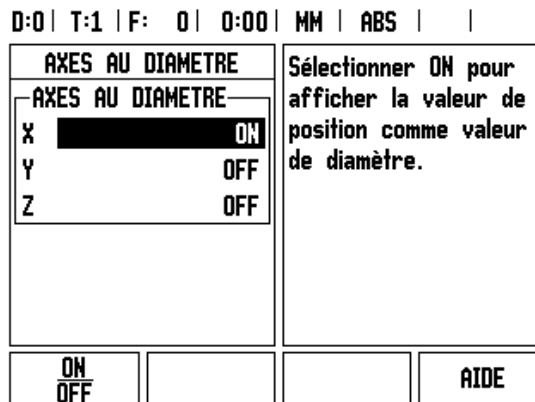 D:0 | T:1 | F: 0 | 0:00 | MM | ABS | |
AXES AU DIAMETRE
AXES AU DIAMETRE
X ON
Y OFF
Z OFF
Sélectionner ON pour
afficher la valeur de
position comme valeur
de diamètre.
ON
OFF
AIDE